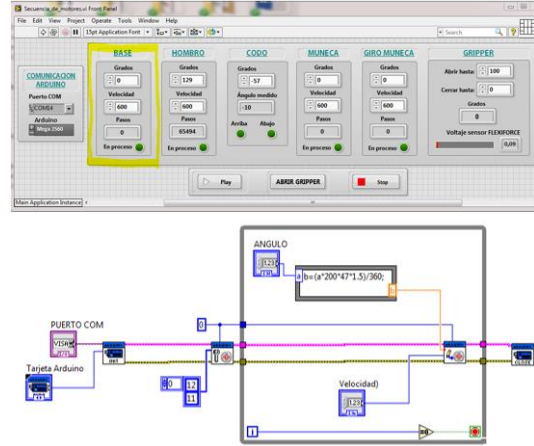 Secuencia_de_motores.vi Front Panel
File Edit View Project Operate Tools Window Help
15pt Application Font
Search
COMUNICACION
ARDUINO
Puerto COM
COM14
Arduino
Mega 2560
BASE
Grados
0
Velocidad
600
Pasos
0
En proceso
HOMBRO
Grados
129
Velocidad
600
Pasos
65494
En proceso
CODO
Grados
-57
Ángulo medido
-10
Arriba Abajo
MUNECA
Grados
0
Velocidad
600
Pasos
0
En proceso
GIRO MUNECA
Grados
0
Velocidad
600
Pasos
0
En proceso
GRIPPER
Abrir hasta: 100
Cerrar hasta: 0
Grados
0
Voltaje sensor FLEXIFORCE
0,09
Play
ABRIR GRIPPER
Stop
Main Application Instance
ANGULO
123
a
b=(a*200*47*1.5)/360;
PUERTO COM
VISA
0
Tarjeta Arduino
0
12
11
Velocidad)
123
i